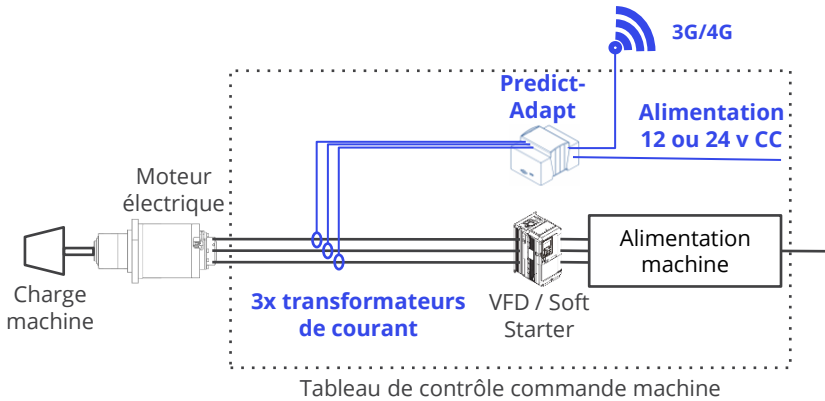 3G/4G
Predict-
Adapt
Alimentation
12 ou 24 v CC
Moteur
électrique
Alimentation
machine
Charge
machine
3x transformateurs
de courant
VFD / Soft
Starter
Tableau de contrôle commande machine